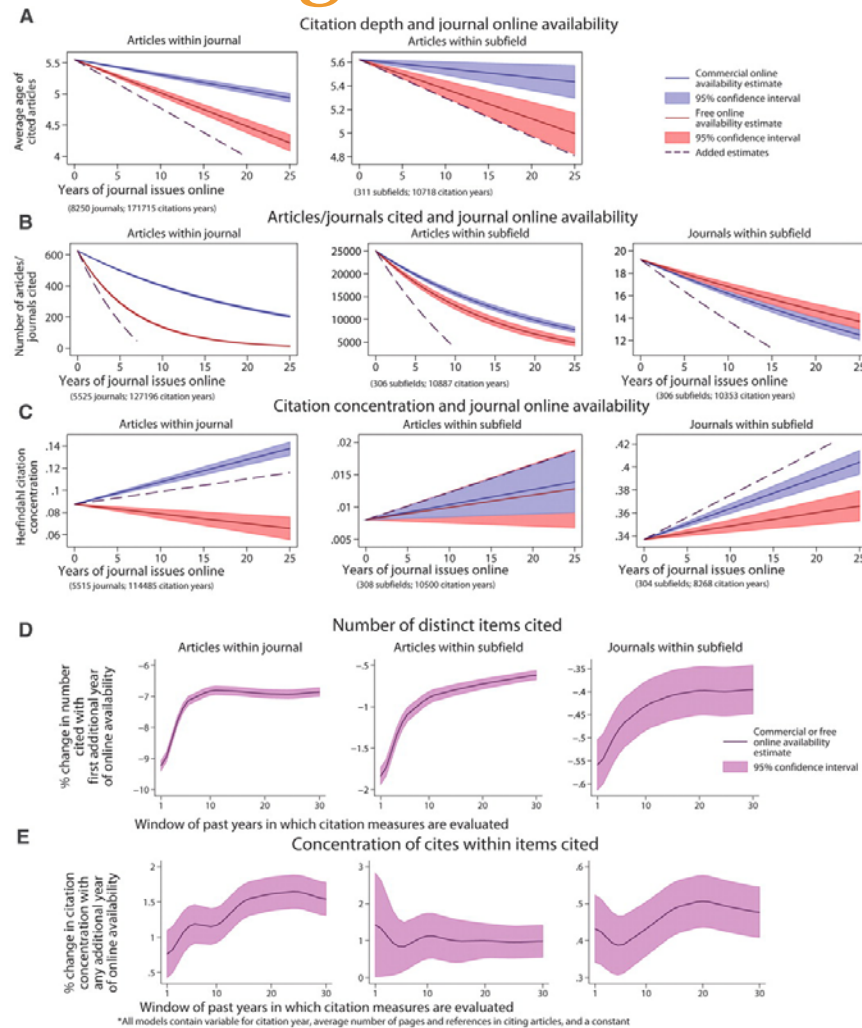 g
A
Citation depth and journal online availability
Articles within journal
Articles within subfield
Average age of
cited articles
5.5
5
4.5
4
0 5 10 15 20 25
Years of journal issues online
(8250 journals; 171715 citations years)
5.6
5.4
5.2
5
4.8
0 5 10 15 20 25
(311 subfields; 10718 citation years)
Commercial online
availability estimate
95% confidence interval
Free online
availability estimate
95% confidence interval
Added estimates
B
Articles/journals cited and journal online availability
Articles within journal
Articles within subfield
Journals within subfield
Number of articles/
journals cited
600
400
200
0
0 5 10 15 20 25
Years of journal issues online
(5525 journals; 127196 citation years)
25000
20000
15000
10000
5000
0 5 10 15 20 25
(306 subfields; 10887 citation years)
20
18
16
14
12
0 5 10 15 20 25
Years of journal issues online
(306 subfields; 10353 citation years)
C
Citation concentration and journal online availability
Articles within journal
Articles within subfield
Journals within subfield
Herfindahl citation
concentration
.14
.12
.1
.08
.06
0 5 10 15 20 25
Years of journal issues online
(5515 journals; 114485 citation years)
.02
.015
.01
.005
0 5 10 15 20 25
Years of journal issues online
(308 subfields; 10500 citation years)
.42
.4
.38
.36
.34
0 5 10 15 20 25
Years of journal issues online
(304 subfields; 8268 citation years)
D
Number of distinct items cited
Articles within journal
Articles within subfield
Journals within subfield
% change in number
cited with
first additional year
of online availability
-6
-7
-8
-9
-10
1 10 20 30
-.5
-1
-1.5
-2
1 10 20 30
-.35
-.4
-.45
-.5
-.55
-.6
1 10 20 30
Commercial or free
online availability
estimate
95% confidence interval
Window of past years in which citation measures are evaluated
E
Concentration of cites within items cited
% change in citation
concentration with
any additional year
of online availability
2
1.5
1
.5
1 10 20 30
3
2
1
0
1 10 20 30
.6
.5
.4
.3
1 10 20 30
Window of past years in which citation measures are evaluated
*All models contain variable for citation year, average number of pages and references in citing articles, and a constant